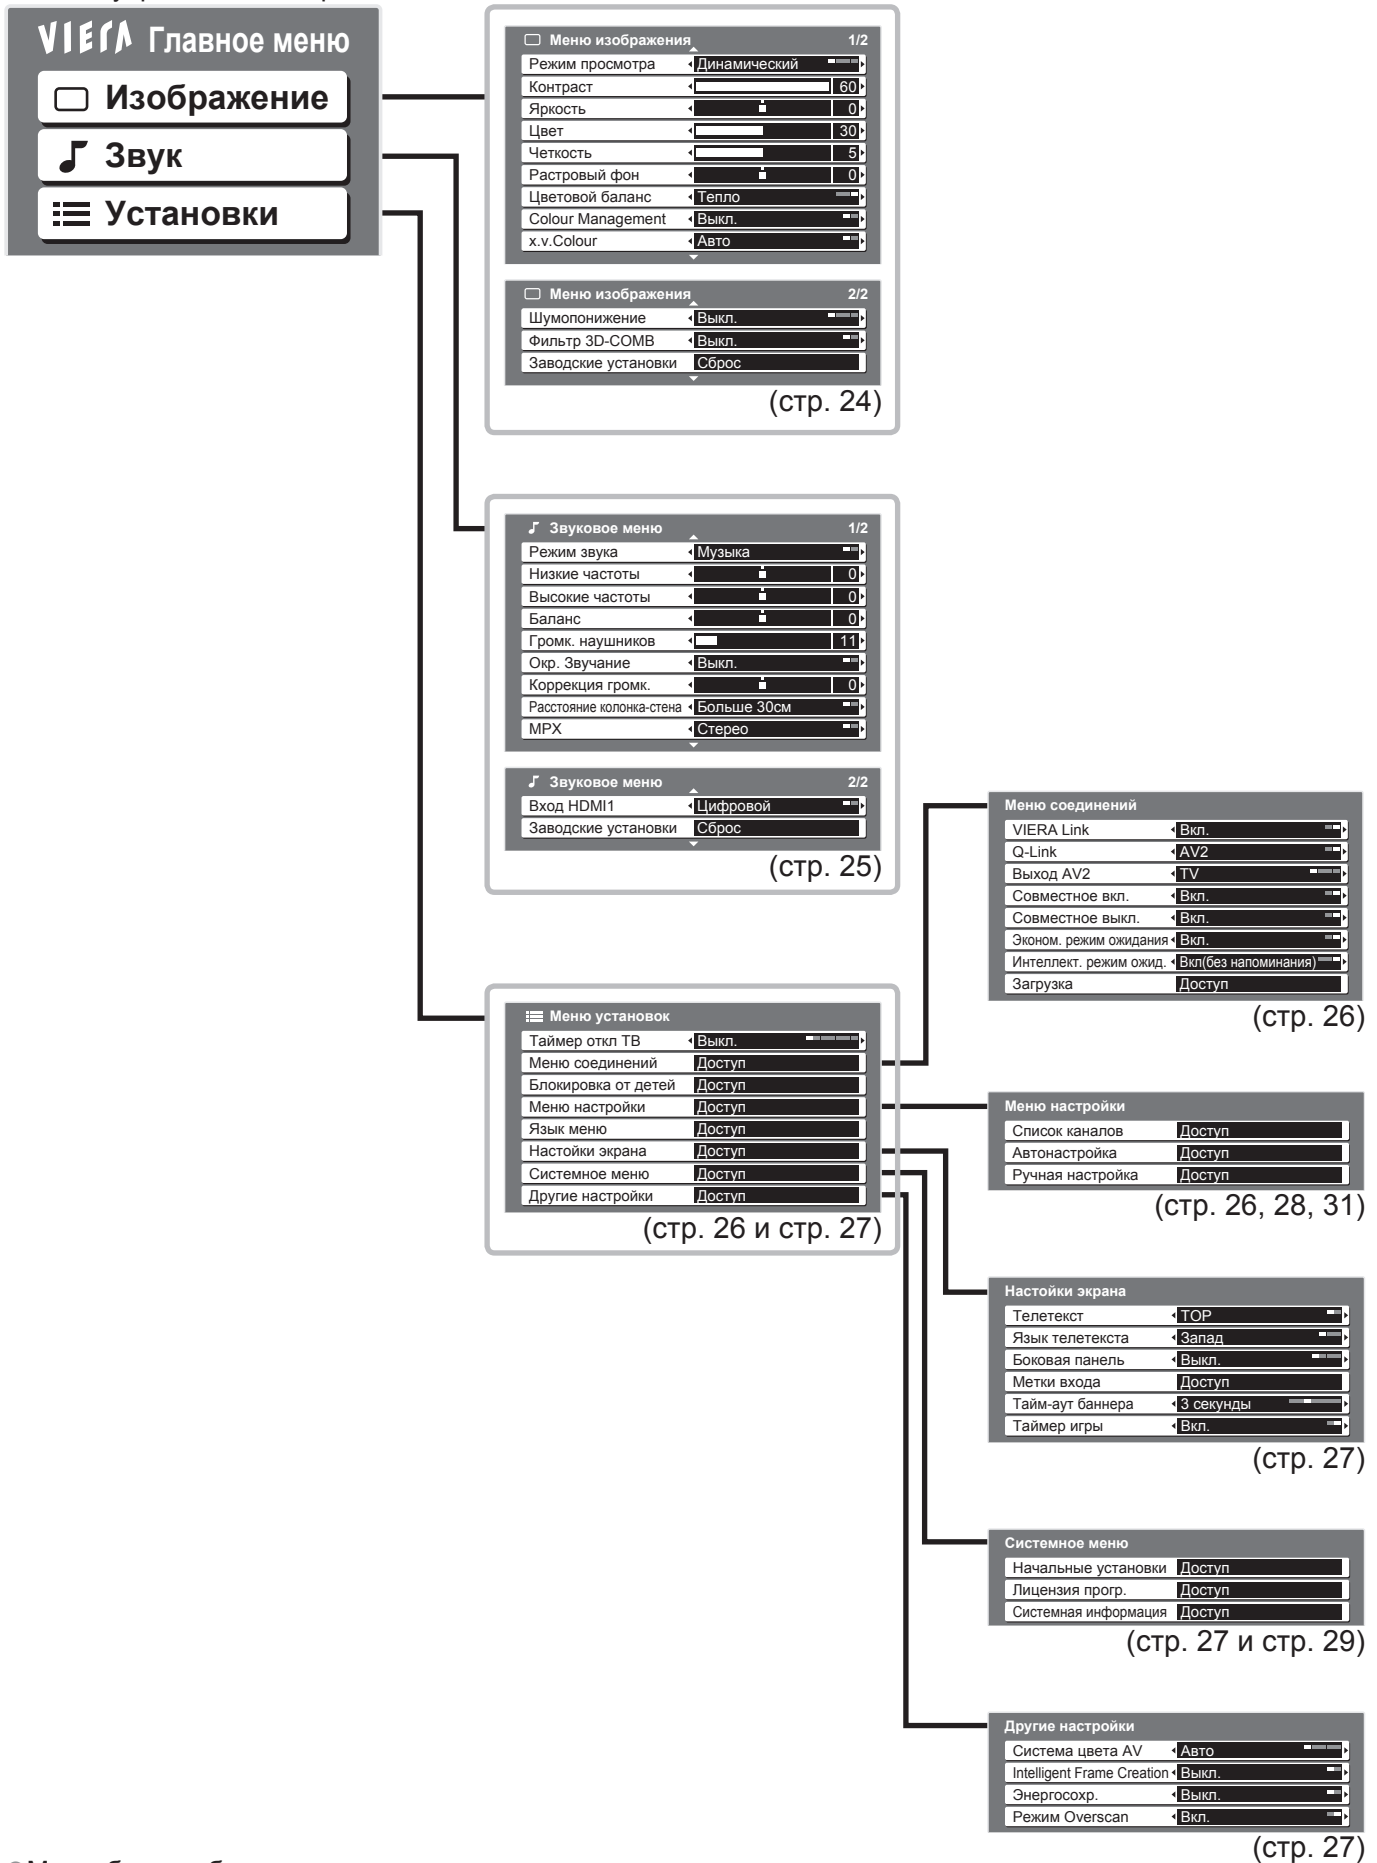 VIERA Главное меню
Изображение
Звук
Установки
Меню изображения 1/2
Режим просмотра Динамический
Контраст 60
Яркость 0
Цвет 30
Четкость 5
Растровый фон 0
Цветовой баланс Тепло
Colour Management Выкл.
x.v.Colour Авто
Меню изображения 2/2
Шумопонижение Выкл.
Фильтр 3D-COMB Выкл.
Заводские установки Сброс
(стр. 24)
Звуковое меню 1/2
Режим звука Музыка
Низкие частоты 0
Высокие частоты 0
Баланс 0
Громк. наушников 11
Окр. Звучание Выкл.
Коррекция громк. 0
Расстояние колонка-стена Больше 30см
MPX Стерео
Звуковое меню 2/2
Вход HDMI1 Цифровой
Заводские установки Сброс
(стр. 25)
Меню установок
Таймер откл ТВ Выкл.
Меню соединений Доступ
Блокировка от детей Доступ
Меню настройки Доступ
Язык меню Доступ
Настойки экрана Доступ
Системное меню Доступ
Другие настройки Доступ
(стр. 26 и стр. 27)
Меню соединений
VIERA Link Вкл.
Q-Link AV2
Выход AV2 TV
Совместное вкл. Вкл.
Совместное выкл. Вкл.
Эконом. режим ожидания Вкл.
Интеллект. режим ожид. Вкл(без напоминания)
Загрузка Доступ
(стр. 26)
Меню настройки
Список каналов Доступ
Автонастройка Доступ
Ручная настройка Доступ
(стр. 26, 28, 31)
Настойки экрана
Телетекст TOP
Язык телетекста Запад
Боковая панель Выкл.
Метки входа Доступ
Тайм-аут баннера 3 секунды
Таймер игры Вкл.
(стр. 27)
Системное меню
Начальные установки Доступ
Лицензия прогр. Доступ
Системная информация Доступ
(стр. 27 и стр. 29)
Другие настройки
Система цвета AV Авто
Intelligent Frame Creation Выкл.
Энергосохр. Выкл.
Режим Overscan Вкл.
(стр. 27)